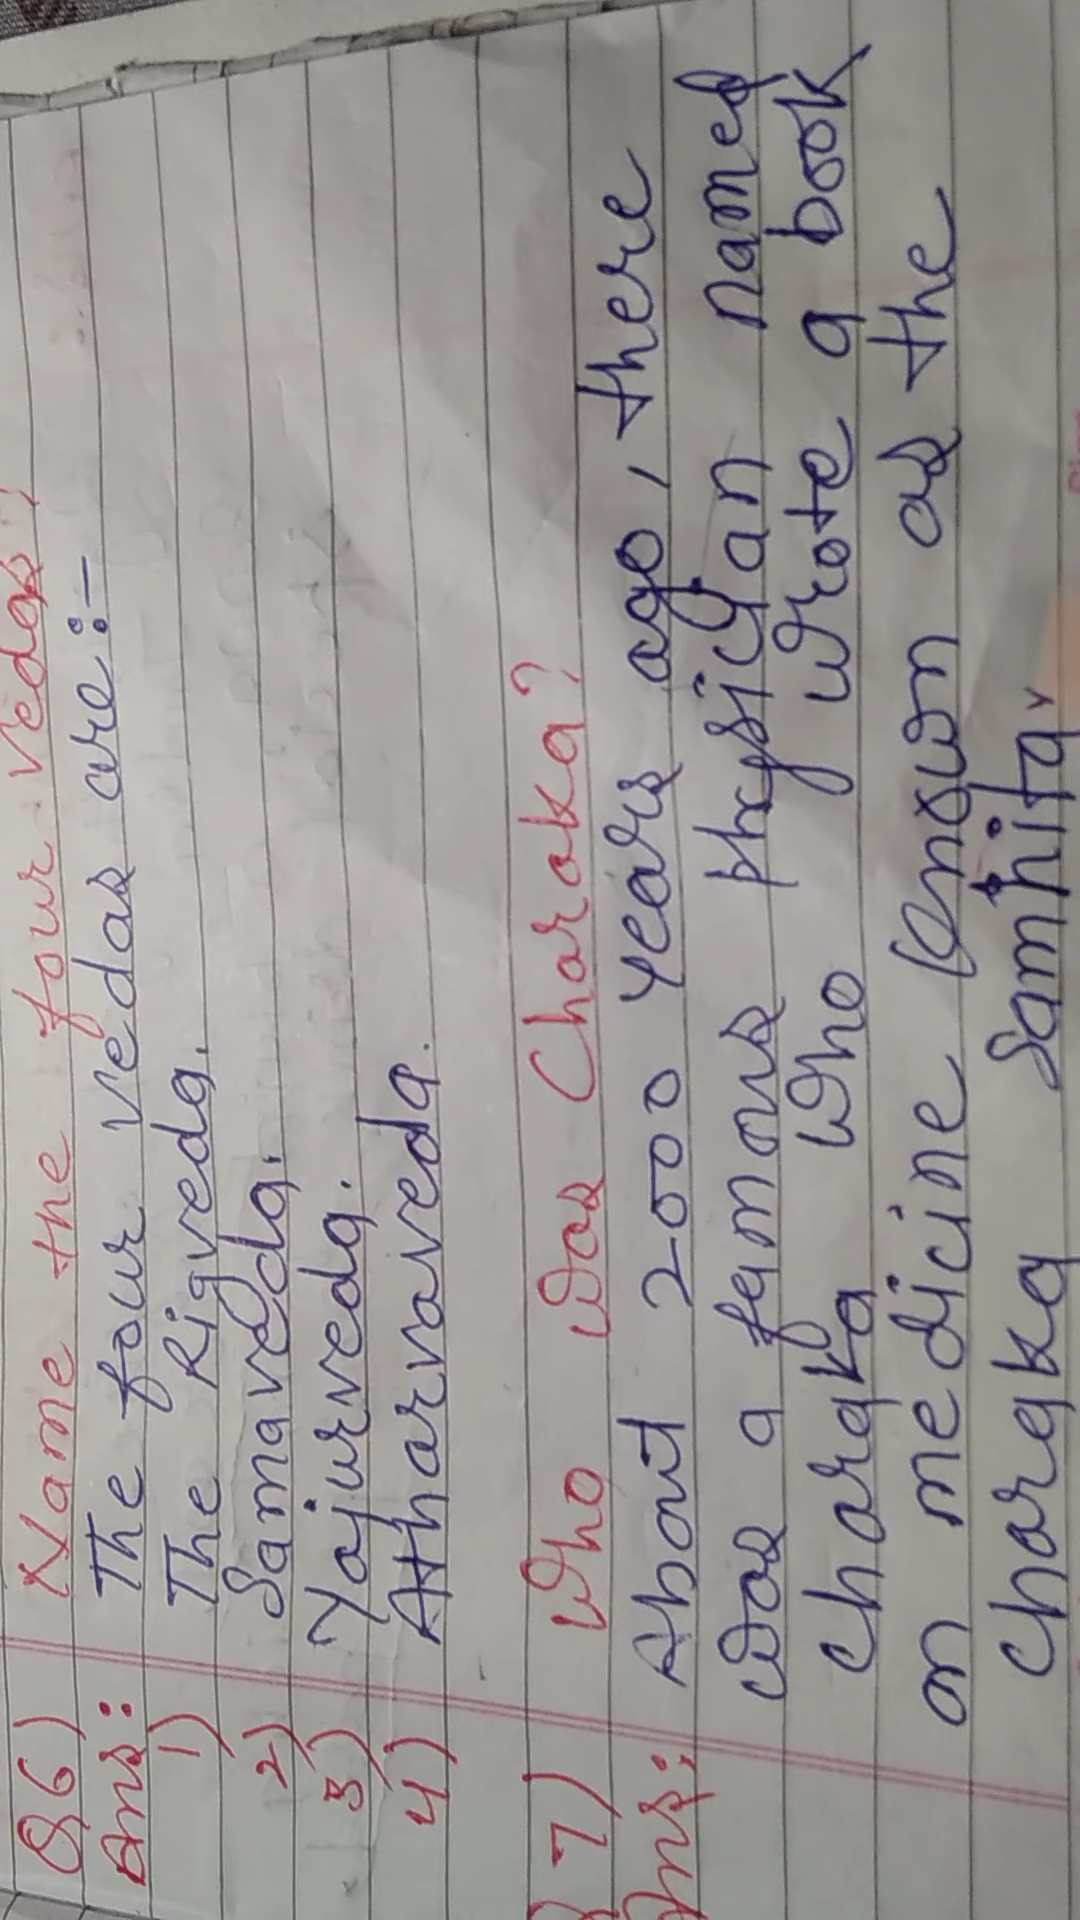 Q6) Name the four vedas?
Ans: The four vedas are:-
1) The Rigveda.
2) Samaveda.
3) Yajurveda.
4) Atharvaveda.
Q7) Who was Charaka?
Ans: About 200 years ago, there
was a famous physician named
charaka who wrote a book
on medicine known as the
charaka Samhita.